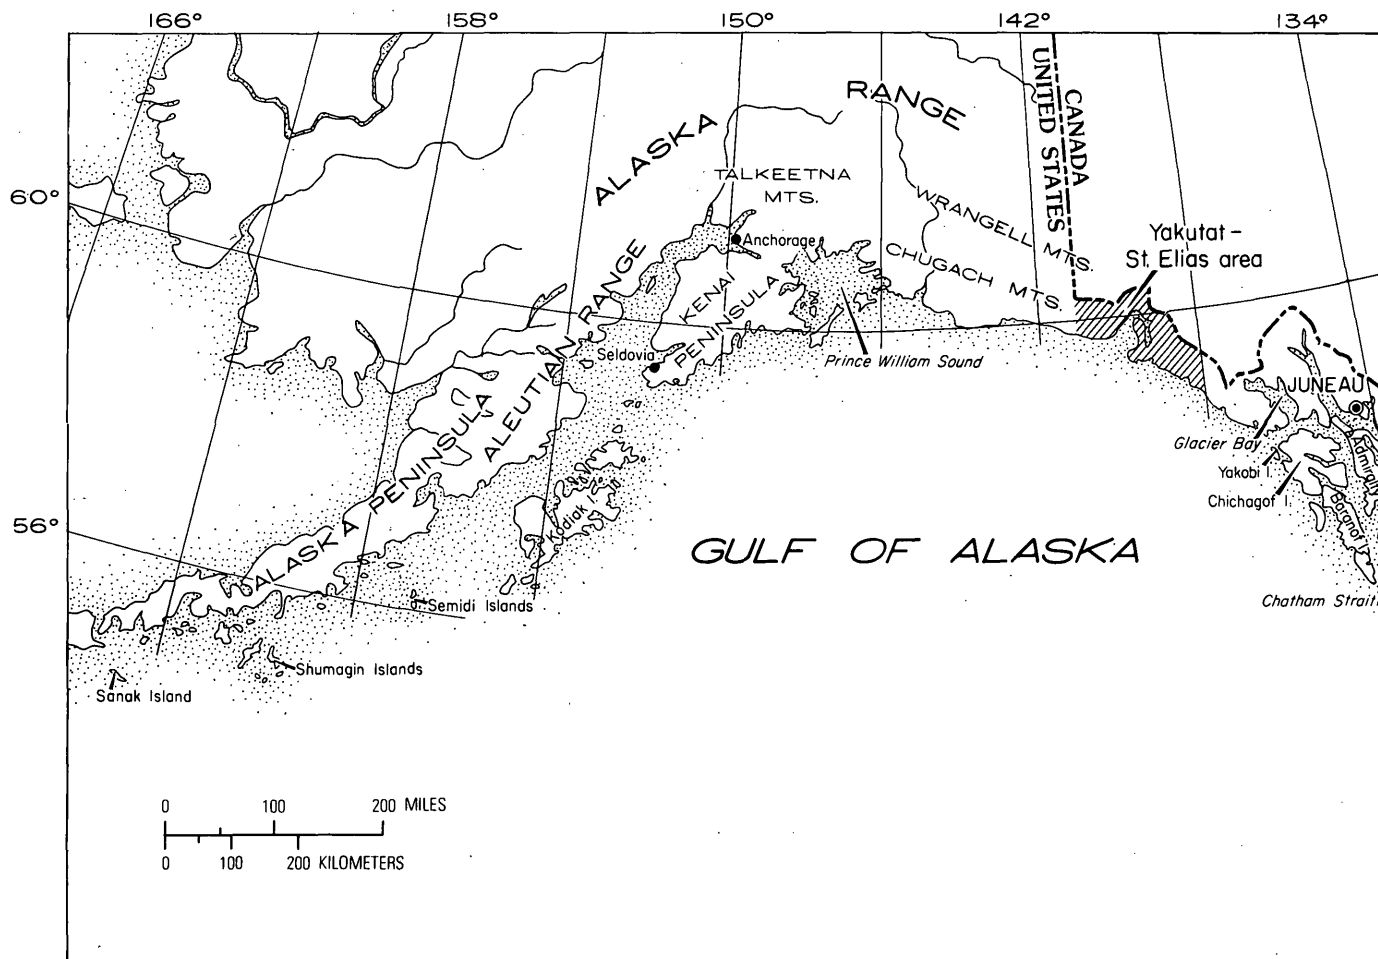 166° 158° 150° 142° 134°
60°
56°
ALASKA RANGE
CANADA
UNITED STATES
TALKEETNA
MTS.
WRANGELL MTS.
CHUGACH MTS.
Yakutat –
St. Elias area
Anchorage
KENAI
PENINSULA
Seldovia
Prince William Sound
ALEUTIAN RANGE
ALASKA PENINSULA
JUNEAU
Glacier Bay
Yakobi I.
Chichagof I.
Admiralty
Baranof I.
Kodiak I.
GULF OF ALASKA
Chatham Strait
Semidi Islands
Shumagin Islands
Sanak Island
0 100 200 MILES
0 100 200 KILOMETERS